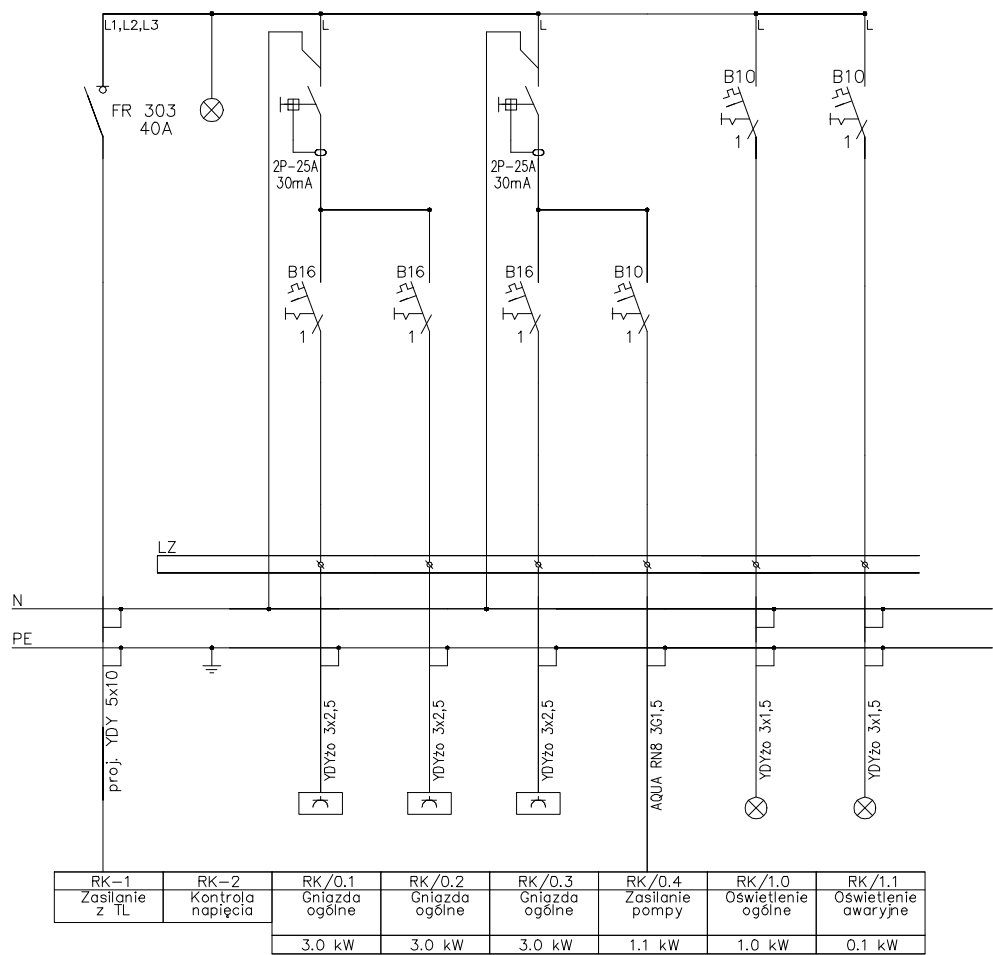 L1,L2,L3
L
L
L
L
FR 303
40A
B10
B10
1
1
2P-25A
30mA
2P-25A
30mA
B16
B16
B16
B10
1
1
1
1
LZ
N
PE
proj. YDY 5x10
YDYżo 3x2,5
YDYżo 3x2,5
YDYżo 3x2,5
AQUA RN8 3G1,5
YDYżo 3x1,5
YDYżo 3x1,5
RK-1
Zasilanie
z TL
RK-2
Kontrola
napięcia
RK/0.1
Gniazda
ogólne
3.0 kW
RK/0.2
Gniazda
ogólne
3.0 kW
RK/0.3
Gniazda
ogólne
3.0 kW
RK/0.4
Zasilanie
pompy
1.1 kW
RK/1.0
Oświetlenie
ogólne
1.0 kW
RK/1.1
Oświetlenie
awaryjne
0.1 kW